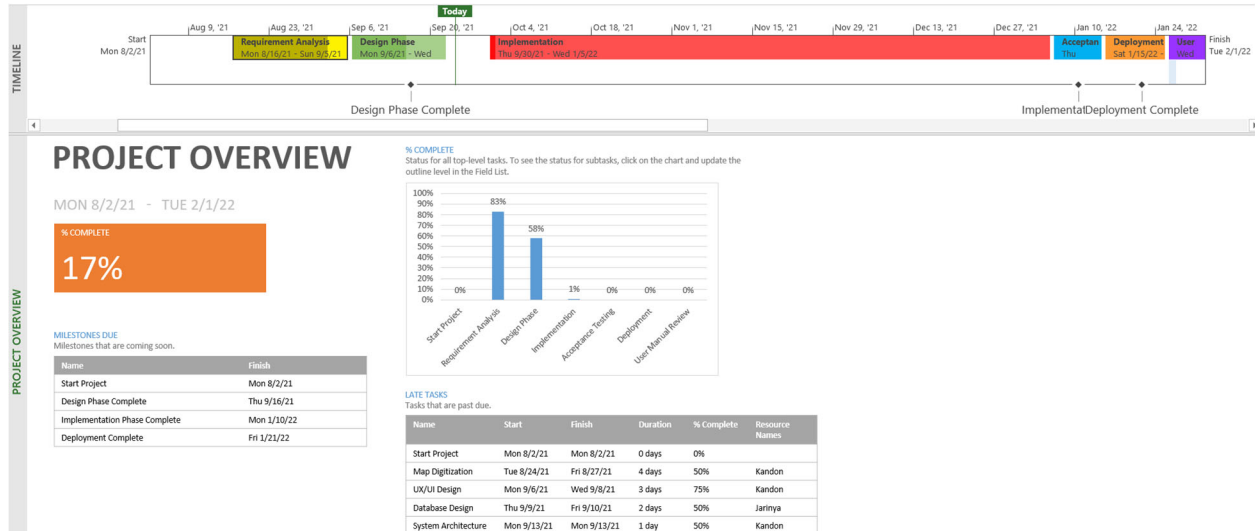 Today
Aug 9, '21
Aug 23, '21
Sep 6, '21
Sep 20, '21
Oct 4, '21
Oct 18, '21
Nov 1, '21
Nov 15, '21
Nov 29, '21
Dec 13, '21
Dec 27, '21
Jan 10, '22
Jan 24, '22
TIMELINE
Start
Mon 8/2/21
Requirement Analysis
Mon 8/16/21 - Sun 9/5/21
Design Phase
Mon 9/6/21 - Wed
Implementation
Thu 9/30/21 - Wed 1/5/22
Acceptan
Thu
Deployment
Sat 1/15/22 -
User
Wed
Finish
Tue 2/1/22
Design Phase Complete
Implementat
Deployment Complete
PROJECT OVERVIEW
PROJECT OVERVIEW
MON 8/2/21 - TUE 2/1/22
% COMPLETE
17%
MILESTONES DUE
Milestones that are coming soon.
Name Finish
Start Project Mon 8/2/21
Design Phase Complete Thu 9/16/21
Implementation Phase Complete Mon 1/10/22
Deployment Complete Fri 1/21/22
% COMPLETE
Status for all top-level tasks. To see the status for subtasks, click on the chart and update the
outline level in the Field List.
100%
90%
80%
70%
60%
50%
40%
30%
20%
10%
0%
0%
83%
58%
1%
0%
0%
0%
Start Project
Requirement Analysis
Design Phase
Implementation
Acceptance Testing
Deployment
User Manual Review
LATE TASKS
Tasks that are past due.
Name Start Finish Duration % Complete Resource Names
Start Project Mon 8/2/21 Mon 8/2/21 0 days 0%
Map Digitization Tue 8/24/21 Fri 8/27/21 4 days 50% Kandon
UX/UI Design Mon 9/6/21 Wed 9/8/21 3 days 75% Kandon
Database Design Thu 9/9/21 Fri 9/10/21 2 days 50% Jarinya
System Architecture Mon 9/13/21 Mon 9/13/21 1 day 50% Kandon